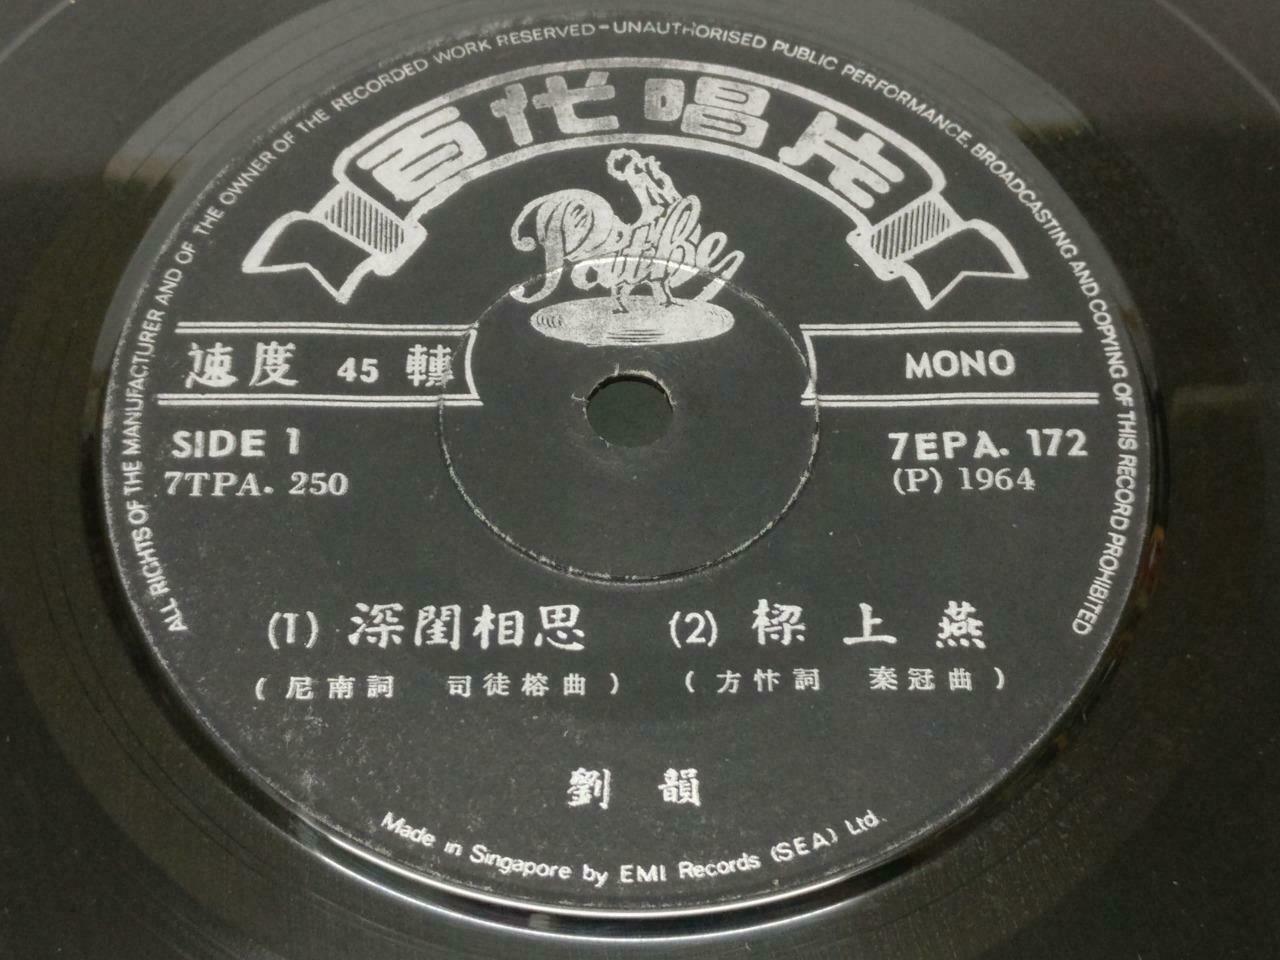 ALL RIGHTS OF THE MANUFACTURER AND OF THE OWNER OF THE RECORDED WORK RESERVED-UNAUTHORISED PUBLIC PERFORMANCE, BROADCASTING AND COPYING OF THIS RECORD PROHIBITED
百代唱片
Pathe
速度 45 轉
MONO
SIDE 1
7EPA. 172
7TPA. 250
(P) 1964
(1) 深閨相思 (2) 樑上燕
(尼南詞 司徒榕曲) (方忭詞 秦冠曲)
劉韻
Made in Singapore by EMI Records (SEA) Ltd.